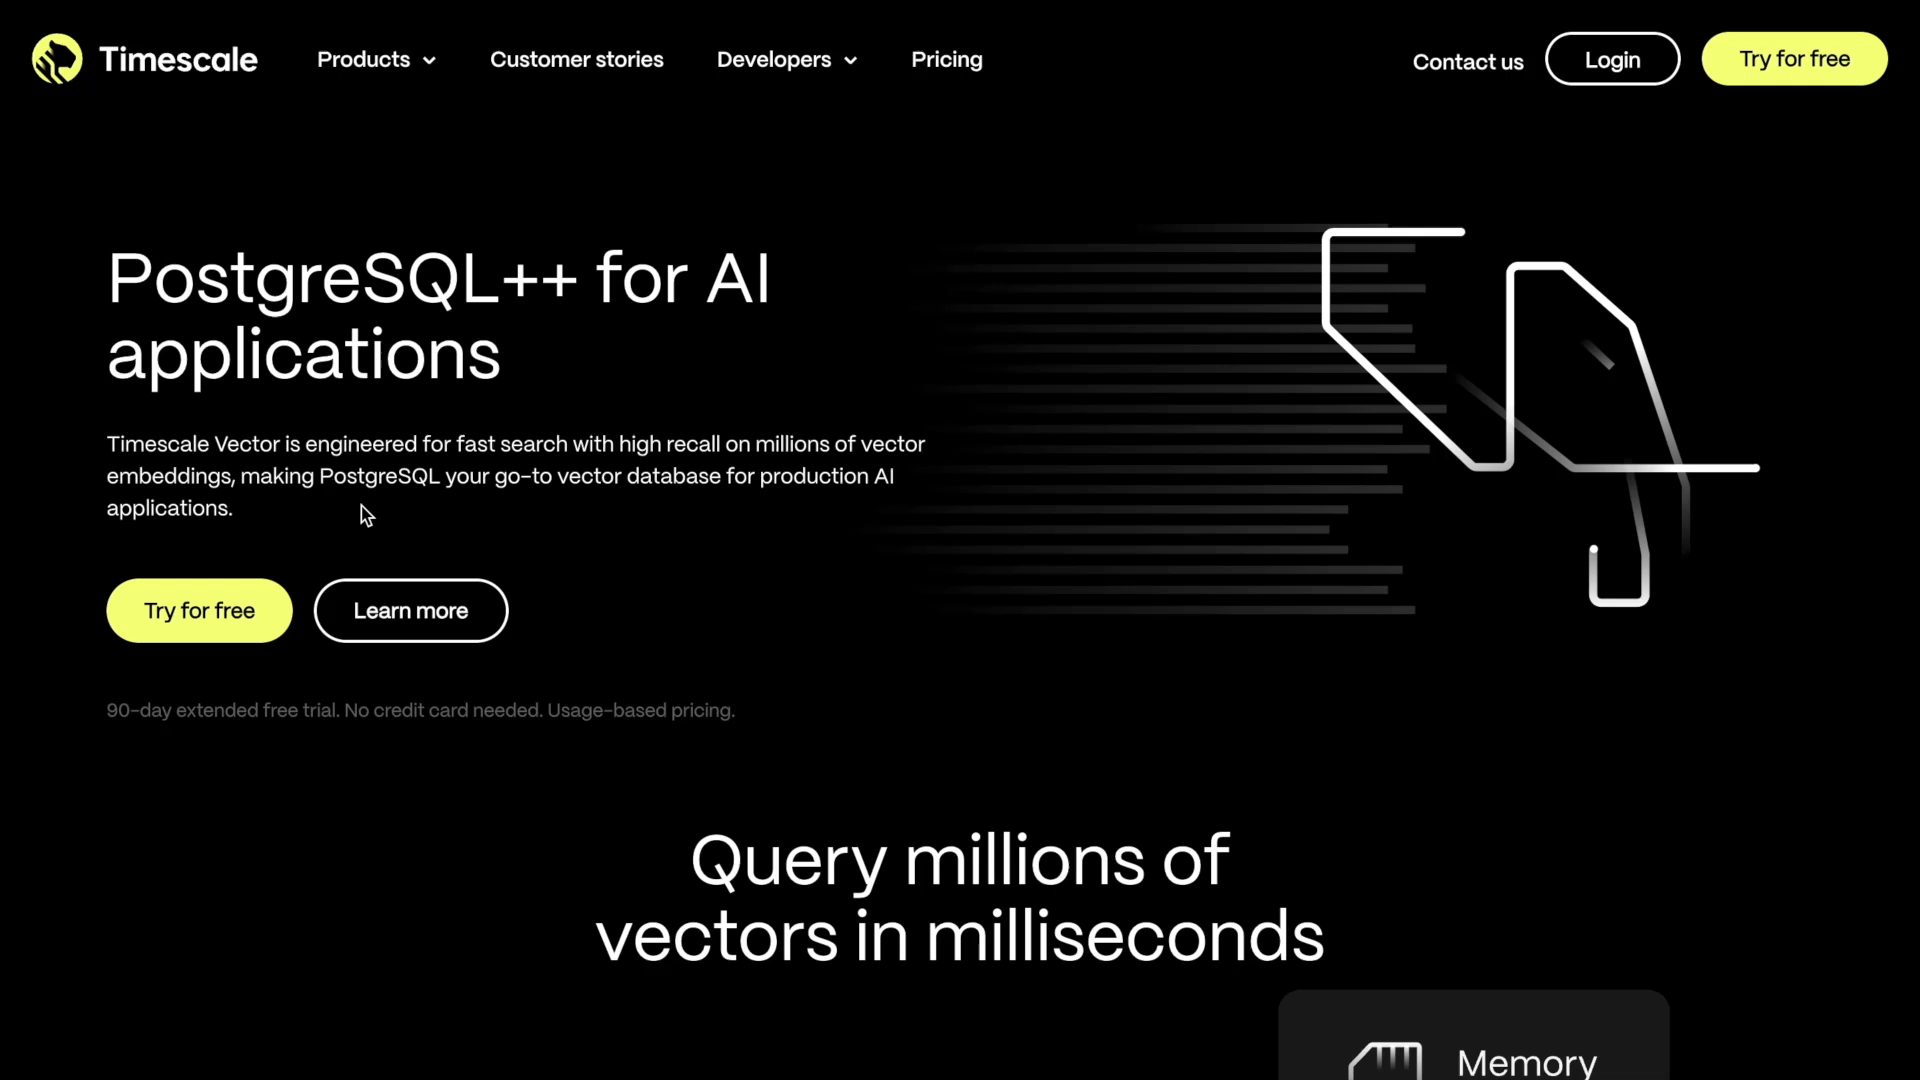 Timescale
Products
Customer stories
Developers
Pricing
Contact us
Login
Try for free
PostgreSQL++ for AI
applications
Timescale Vector is engineered for fast search with high recall on millions of vector
embeddings, making PostgreSQL your go-to vector database for production AI
applications.
Try for free
Learn more
90-day extended free trial. No credit card needed. Usage-based pricing.
Query millions of
vectors in milliseconds
Memory